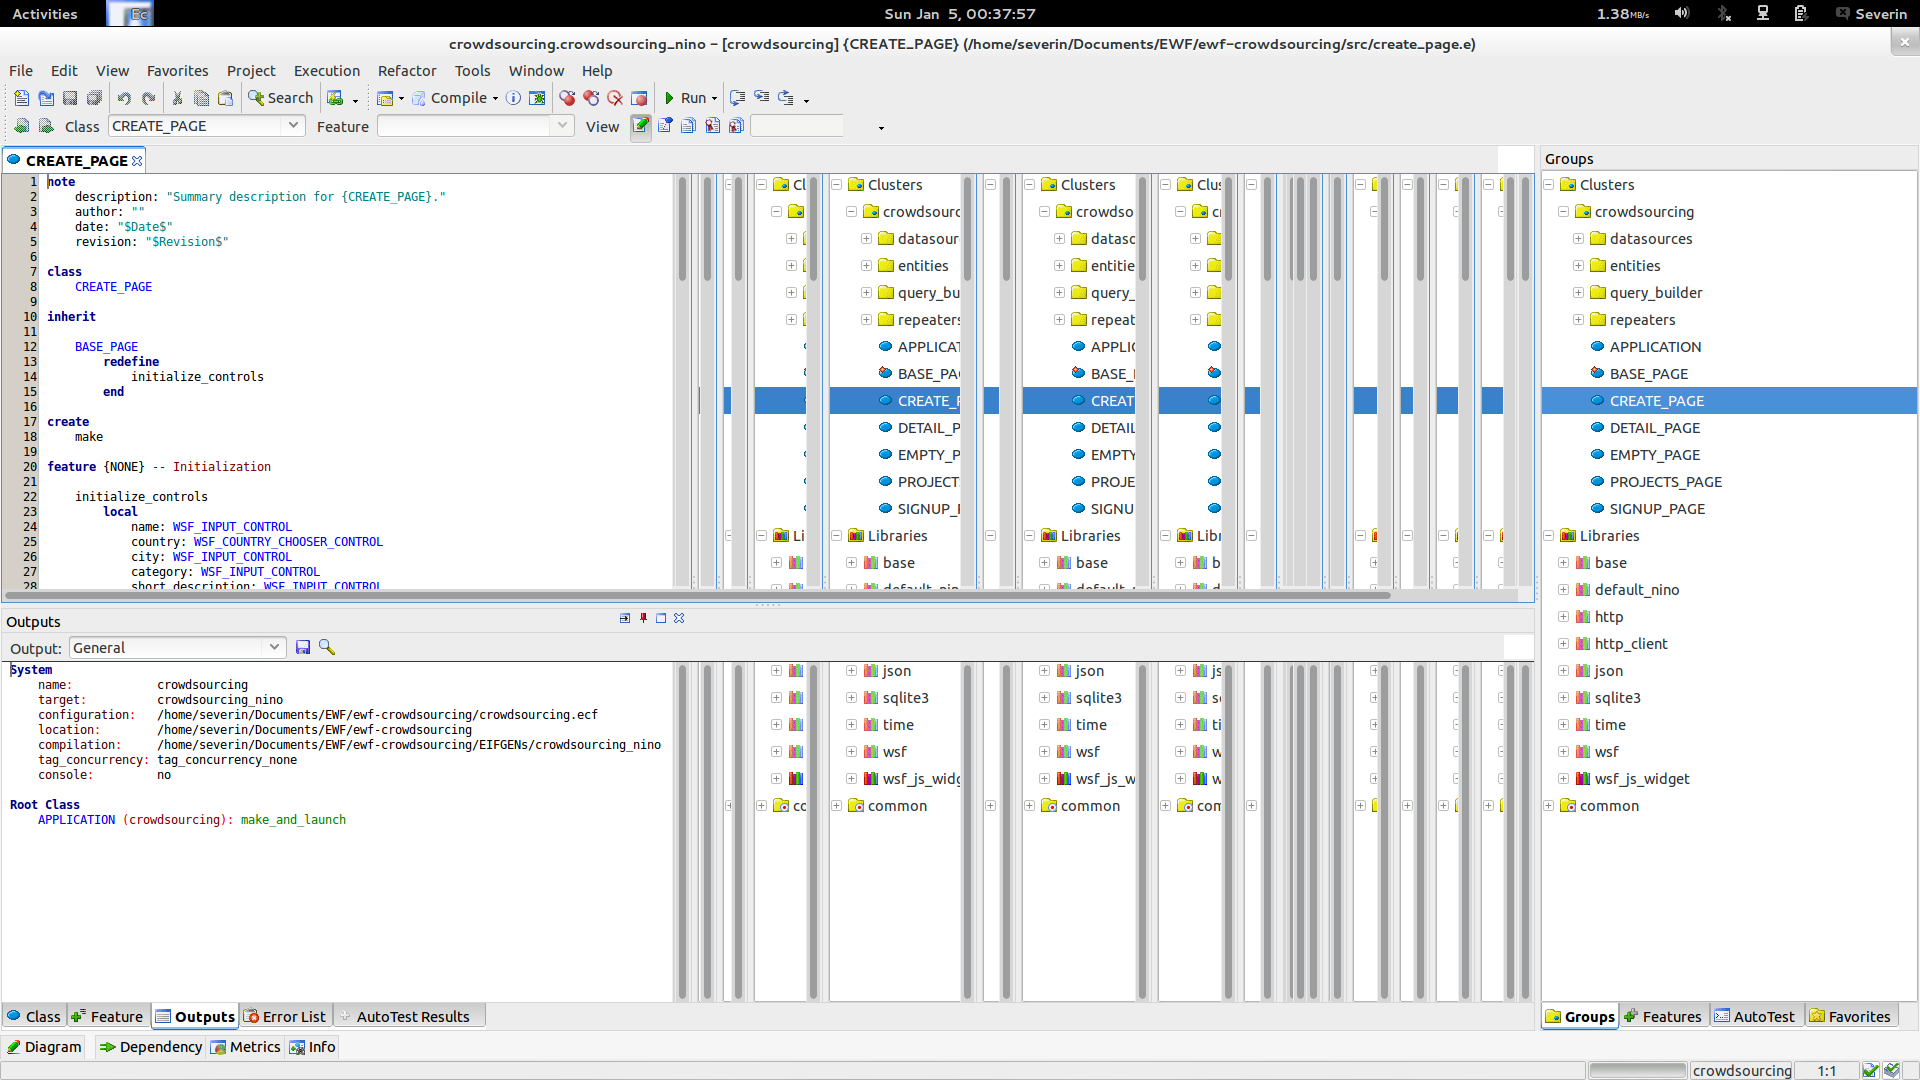 Activities
Ec
Sun Jan 5, 00:37:57
1.38MB/s
Severin
crowdsourcing.crowdsourcing_nino – [crowdsourcing] {CREATE_PAGE} (/home/severin/Documents/EWF/ewf-crowdsourcing/src/create_page.e)
File Edit View Favorites Project Execution Refactor Tools Window Help
Search Compile Run
Class CREATE_PAGE Feature View
CREATE_PAGE
1 note
2 description: "Summary description for {CREATE_PAGE}."
3 author: ""
4 date: "$Date$"
5 revision: "$Revision$"
6
7 class
8 CREATE_PAGE
9
10 inherit
11
12 BASE_PAGE
13 redefine
14 initialize_controls
15 end
16
17 create
18 make
19
20 feature {NONE} -- Initialization
21
22 initialize_controls
23 local
24 name: WSF_INPUT_CONTROL
25 country: WSF_COUNTRY_CHOOSER_CONTROL
26 city: WSF_INPUT_CONTROL
27 category: WSF_INPUT_CONTROL
28 short_description: WSF_INPUT_CONTROL
Cl Clusters Clusters Clus
crowdsourc crowdso cr
datasour datasc
entities entitie
query_bu query_
repeaters repeat
APPLICAT APPLIC
BASE_PA BASE_
CREATE_P CREAT
DETAIL_P DETAIL
EMPTY_P EMPTY
PROJECT PROJE
SIGNUP_P SIGNU
Lil Libraries Libraries Libr
base base b
default_nin default_n d
json json js
sqlite3 sqlite3 s
time time ti
wsf wsf w
wsf_js_widg wsf_js_w w
co common common com
Groups
Clusters
crowdsourcing
datasources
entities
query_builder
repeaters
APPLICATION
BASE_PAGE
CREATE_PAGE
DETAIL_PAGE
EMPTY_PAGE
PROJECTS_PAGE
SIGNUP_PAGE
Libraries
base
default_nino
http
http_client
json
sqlite3
time
wsf
wsf_js_widget
common
Outputs
Output: General
System
name: crowdsourcing
target: crowdsourcing_nino
configuration: /home/severin/Documents/EWF/ewf-crowdsourcing/crowdsourcing.ecf
location: /home/severin/Documents/EWF/ewf-crowdsourcing
compilation: /home/severin/Documents/EWF/ewf-crowdsourcing/EIFGENs/crowdsourcing_nino
tag_concurrency: tag_concurrency_none
console: no
Root Class
APPLICATION (crowdsourcing): make_and_launch
Class Feature Outputs Error List AutoTest Results
Groups Features AutoTest Favorites
Diagram Dependency Metrics Info
crowdsourcing 1:1